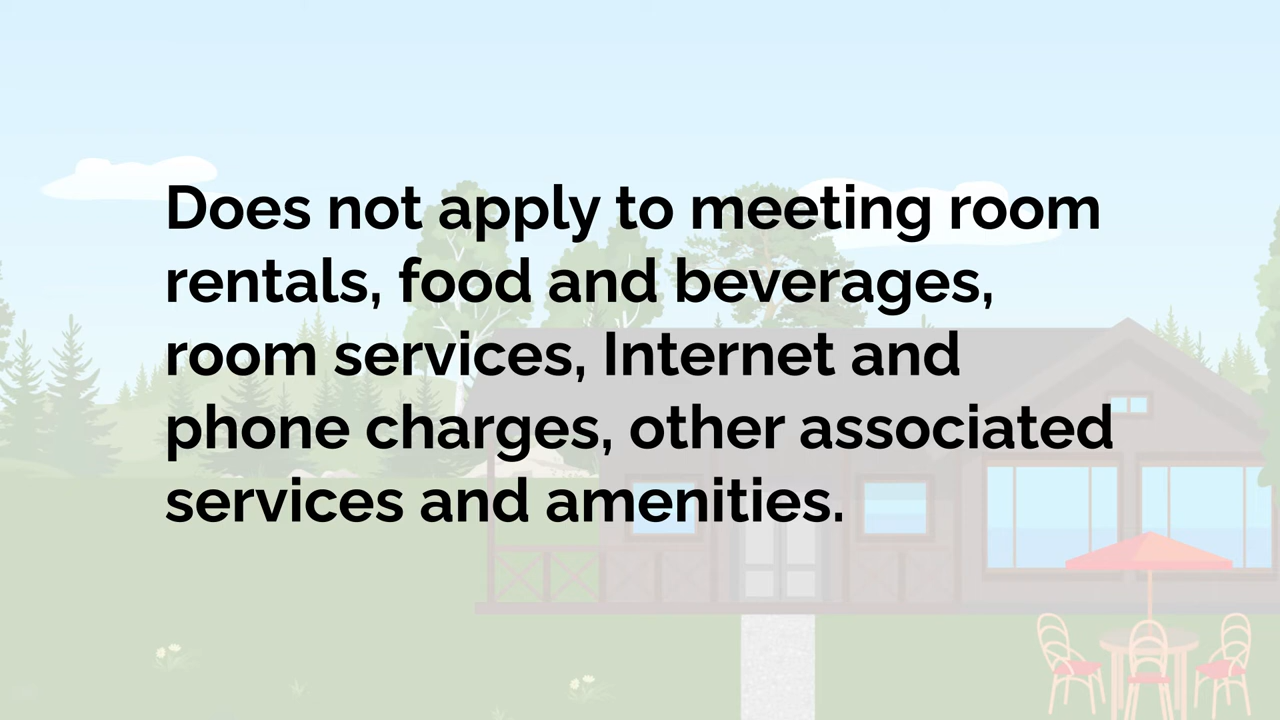 Does not apply to meeting room
rentals, food and beverages,
room services, Internet and
phone charges, other associated
services and amenities.